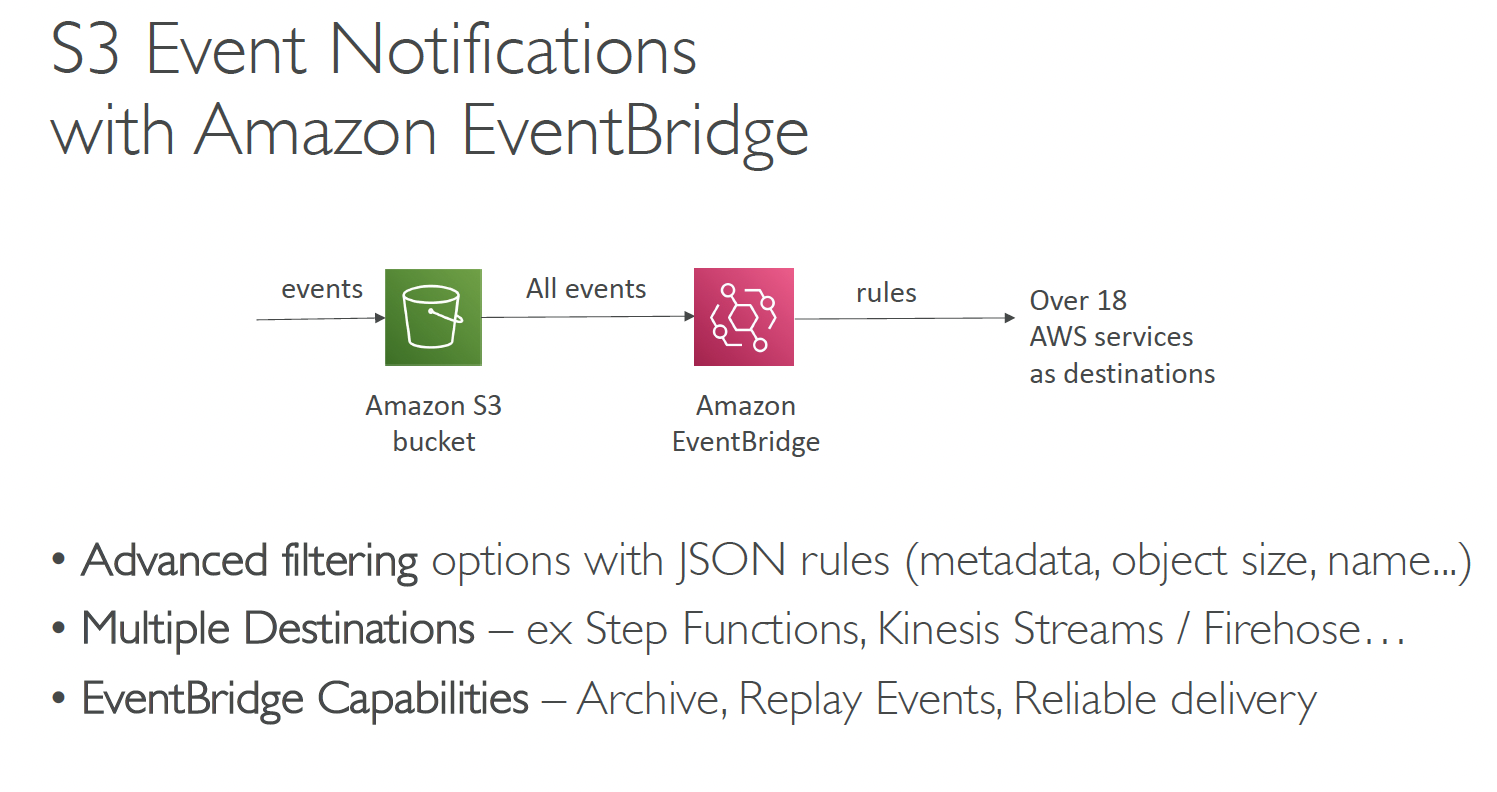 S3 Event Notifications
with Amazon EventBridge
events
All events
rules
Over 18
AWS services
as destinations
Amazon S3
bucket
Amazon
EventBridge
• Advanced filtering options with JSON rules (metadata, object size, name...)
• Multiple Destinations – ex Step Functions, Kinesis Streams / Firehose…
• EventBridge Capabilities – Archive, Replay Events, Reliable delivery